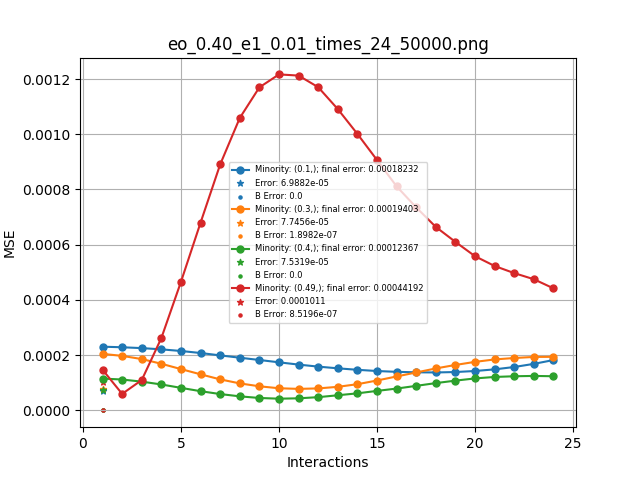 eo_0.40_e1_0.01_times_24_50000.png
MSE
0.0012
0.0010
0.0008
0.0006
0.0004
0.0002
0.0000
Minority: (0.1,); final error: 0.00018232
Error: 6.9882e-05
B Error: 0.0
Minority: (0.3,); final error: 0.00019403
Error: 7.7456e-05
B Error: 1.8982e-07
Minority: (0.4,); final error: 0.00012367
Error: 7.5319e-05
B Error: 0.0
Minority: (0.49,); final error: 0.00044192
Error: 0.0001011
B Error: 8.5196e-07
0 5 10 15 20 25
Interactions